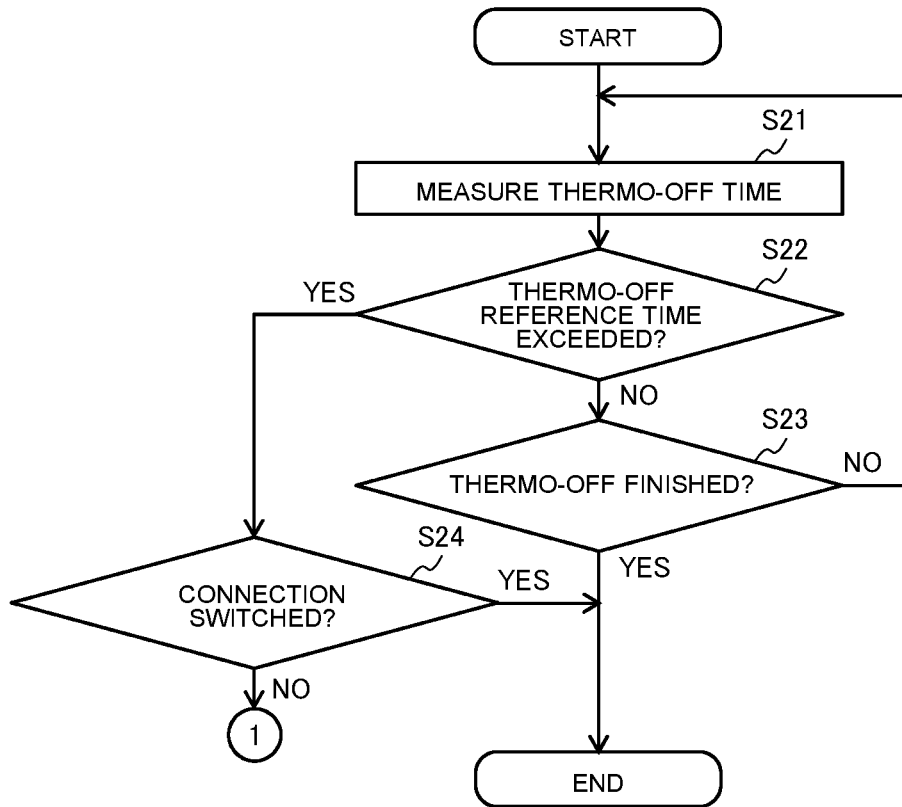 START
S21
MEASURE THERMO-OFF TIME
S22
YES
THERMO-OFF
REFERENCE TIME
EXCEEDED?
NO
S23
THERMO-OFF FINISHED?
NO
YES
S24
CONNECTION
SWITCHED?
YES
NO
1
END